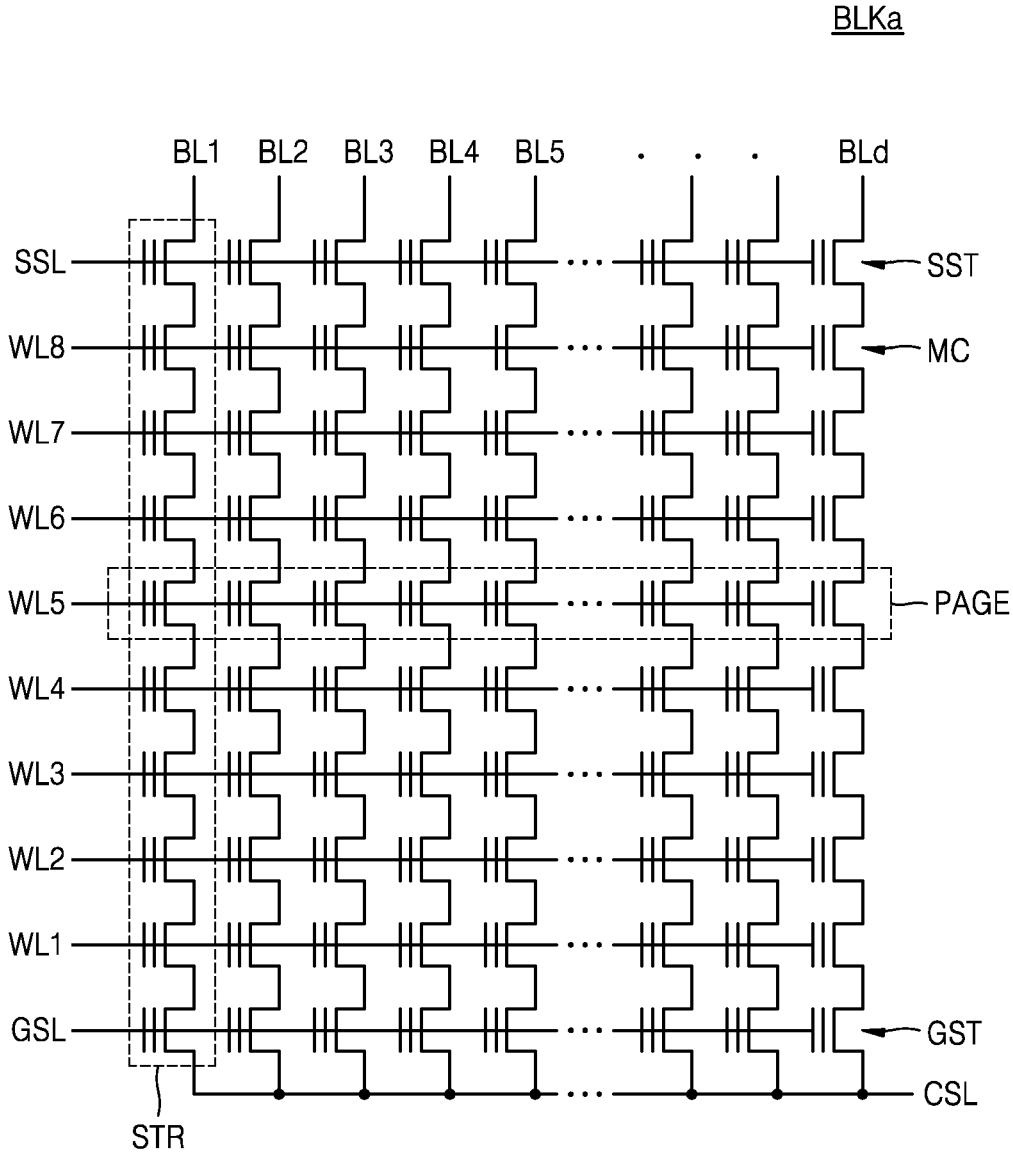 BLKa
BL1 BL2 BL3 BL4 BL5 . . . BLd
SSL ... SST
WL8 ... MC
WL7 ...
WL6 ...
WL5 ... PAGE
WL4 ...
WL3 ...
WL2 ...
WL1 ...
GSL ... GST
... CSL
STR